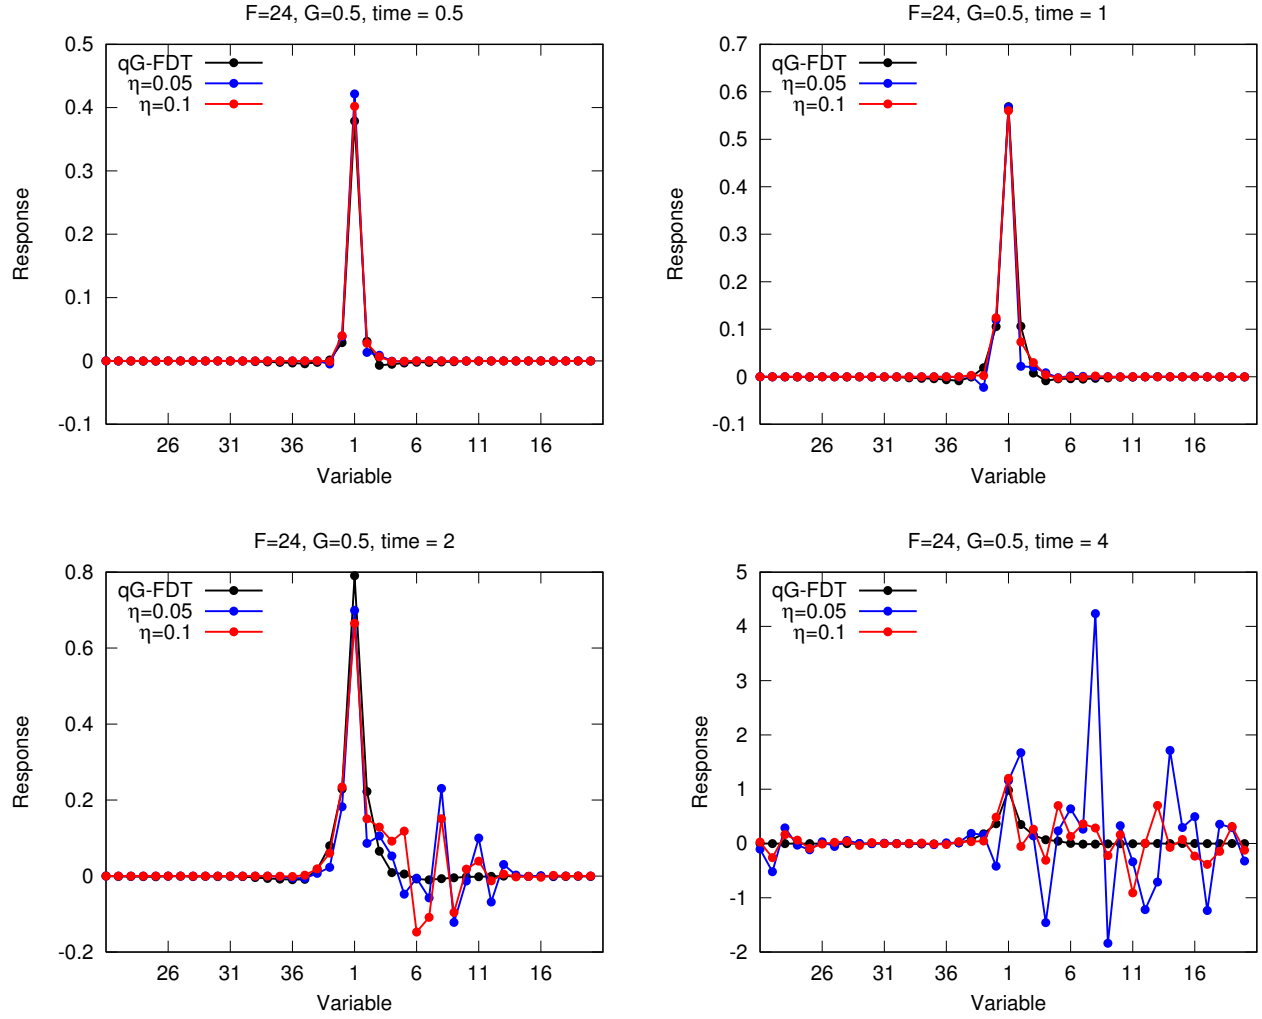 F=24, G=0.5, time = 0.5
0.5
0.4
0.3
0.2
0.1
0
-0.1
Response
qG-FDT
η=0.05
η=0.1
26 31 36 1 6 11 16
Variable
F=24, G=0.5, time = 1
0.7
0.6
0.5
0.4
0.3
0.2
0.1
0
-0.1
Response
qG-FDT
η=0.05
η=0.1
26 31 36 1 6 11 16
Variable
F=24, G=0.5, time = 2
0.8
0.6
0.4
0.2
0
-0.2
Response
qG-FDT
η=0.05
η=0.1
26 31 36 1 6 11 16
Variable
F=24, G=0.5, time = 4
5
4
3
2
1
0
-1
-2
Response
qG-FDT
η=0.05
η=0.1
26 31 36 1 6 11 16
Variable